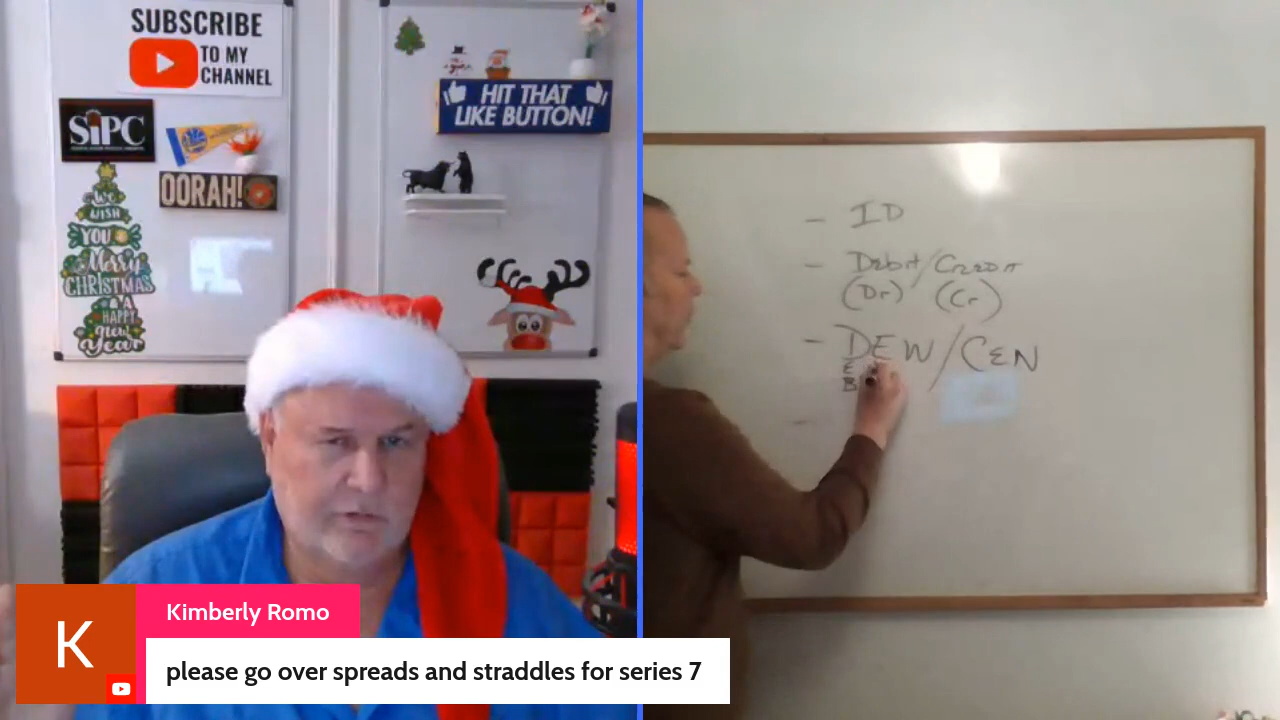 SUBSCRIBE
TO MY
CHANNEL
SiPC
HIT THAT
LIKE BUTTON!
OORAH!
We
WISH
YOU
Merry
CHRISTMAS
& A
HAPPY
New
Year
- ID
- Debit/Credit
(Dr) (Cr)
- DEW/CEN
E
B
K
Kimberly Romo
please go over spreads and straddles for series 7